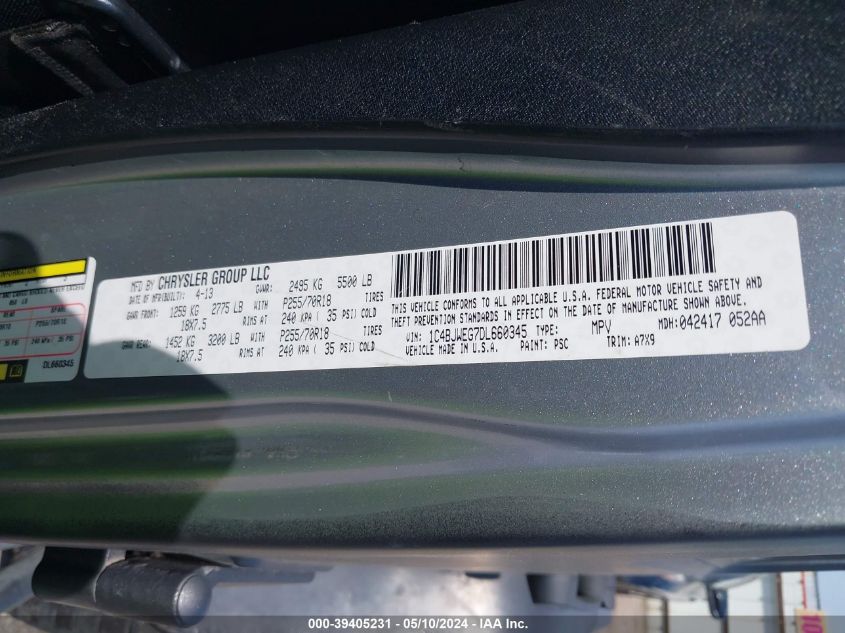 MFD BY CHRYSLER GROUP LLC
DATE OF MFR(BUILT): 4-13 GVWR: 2495 KG 5500 LB
GAWR FRONT: 1259 KG 2775 LB WITH P255/70R18 TIRES
18X7.5 RIMS AT 240 KPA ( 35 PSI) COLD
GAWR REAR: 1452 KG 3200 LB WITH P255/70R18 TIRES
18X7.5 RIMS AT 240 KPA ( 35 PSI) COLD
THIS VEHICLE CONFORMS TO ALL APPLICABLE U.S.A. FEDERAL MOTOR VEHICLE SAFETY AND
THEFT PREVENTION STANDARDS IN EFFECT ON THE DATE OF MANUFACTURE SHOWN ABOVE.
VIN: 1C4BJWEG7DL660345 TYPE: MPV MDH:042417 052AA
VEHICLE MADE IN U.S.A. PAINT: PSC TRIM: A7X9
INFORMATION
DL660345
000-39405231 - 05/10/2024 - IAAI.com